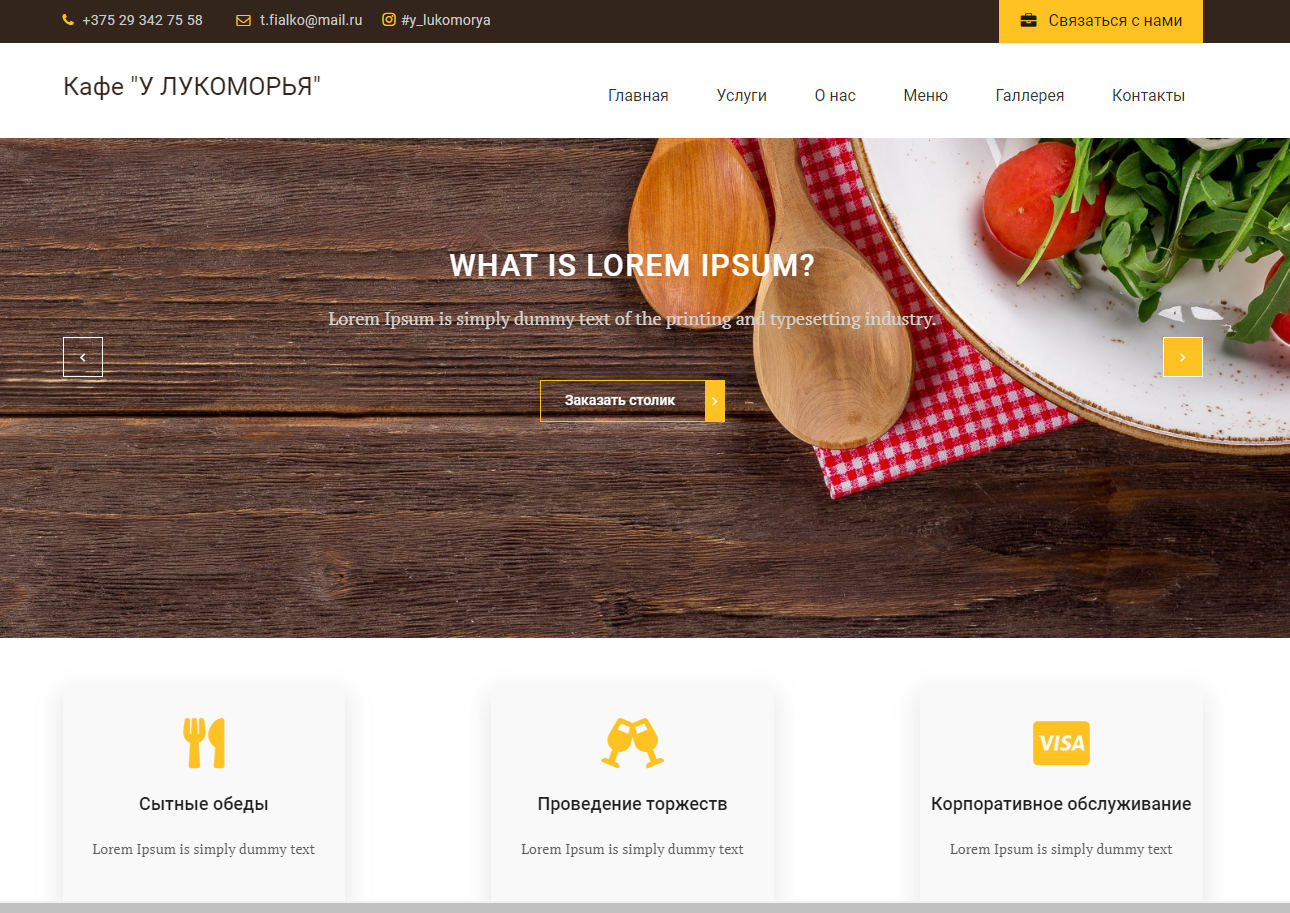 +375 29 342 75 58 t.fialko@mail.ru #y_lukomorya Связаться с нами
Кафе "У ЛУКОМОРЬЯ"
Главная Услуги О нас Меню Галлерея Контакты
WHAT IS LOREM IPSUM?
Lorem Ipsum is simply dummy text of the printing and typesetting industry.
Заказать столик
VISA
Сытные обеды Проведение торжеств Корпоративное обслуживание
Lorem Ipsum is simply dummy text Lorem Ipsum is simply dummy text Lorem Ipsum is simply dummy text